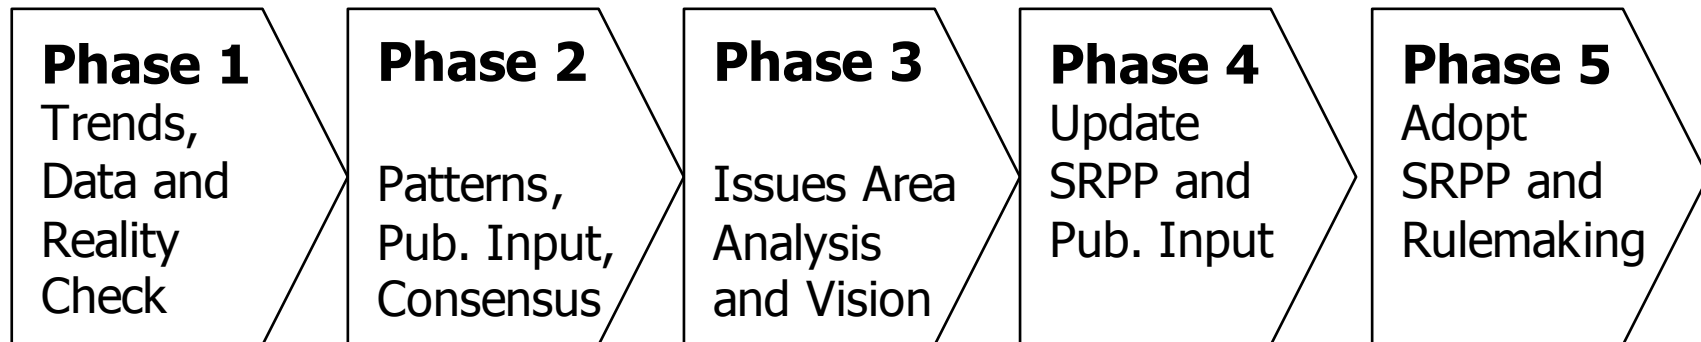 Phase 1
Trends,
Data and
Reality
Check
Phase 2
Patterns,
Pub. Input,
Consensus
Phase 3
Issues Area
Analysis
and Vision
Phase 4
Update
SRPP and
Pub. Input
Phase 5
Adopt
SRPP and
Rulemaking